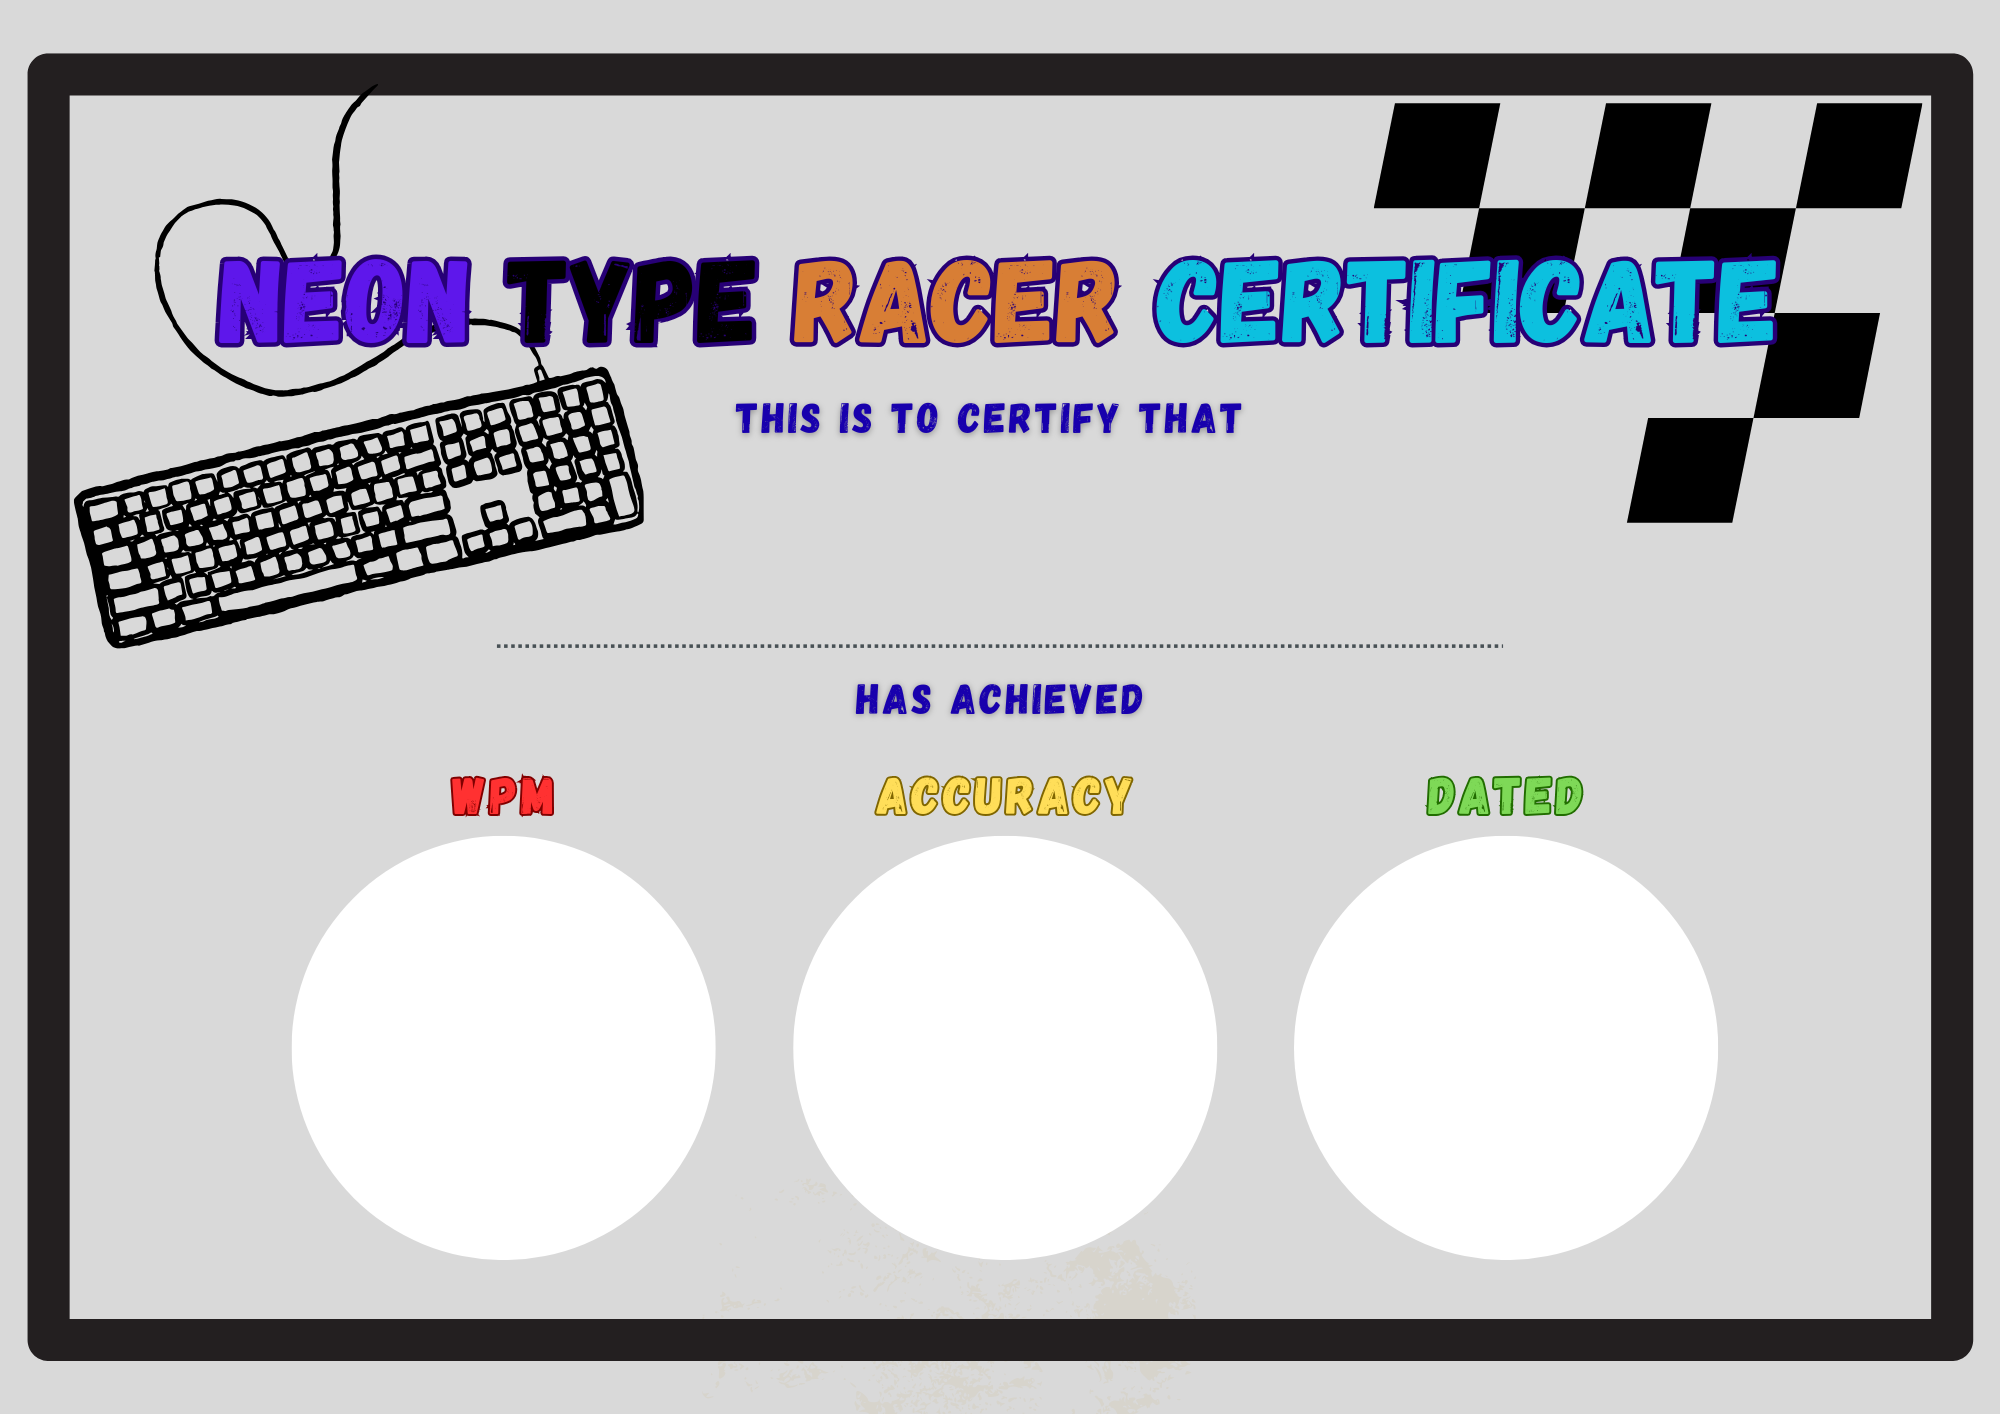 NEON TYPE RACER CERTIFICATE
THIS IS TO CERTIFY THAT
HAS ACHIEVED
WPM
ACCURACY
DATED